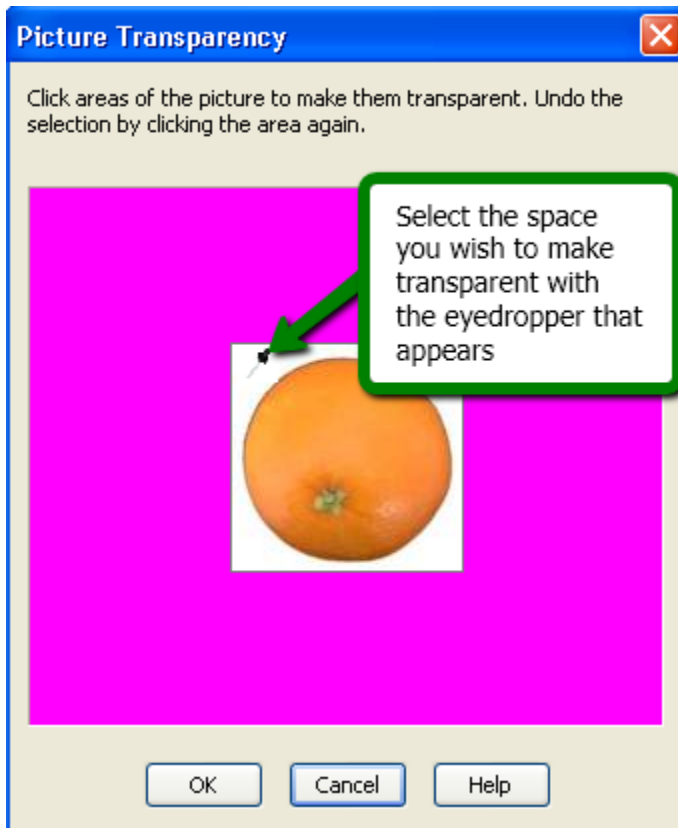 Picture Transparency
Click areas of the picture to make them transparent. Undo the
selection by clicking the area again.
Select the space
you wish to make
transparent with
the eyedropper that
appears
OK
Cancel
Help